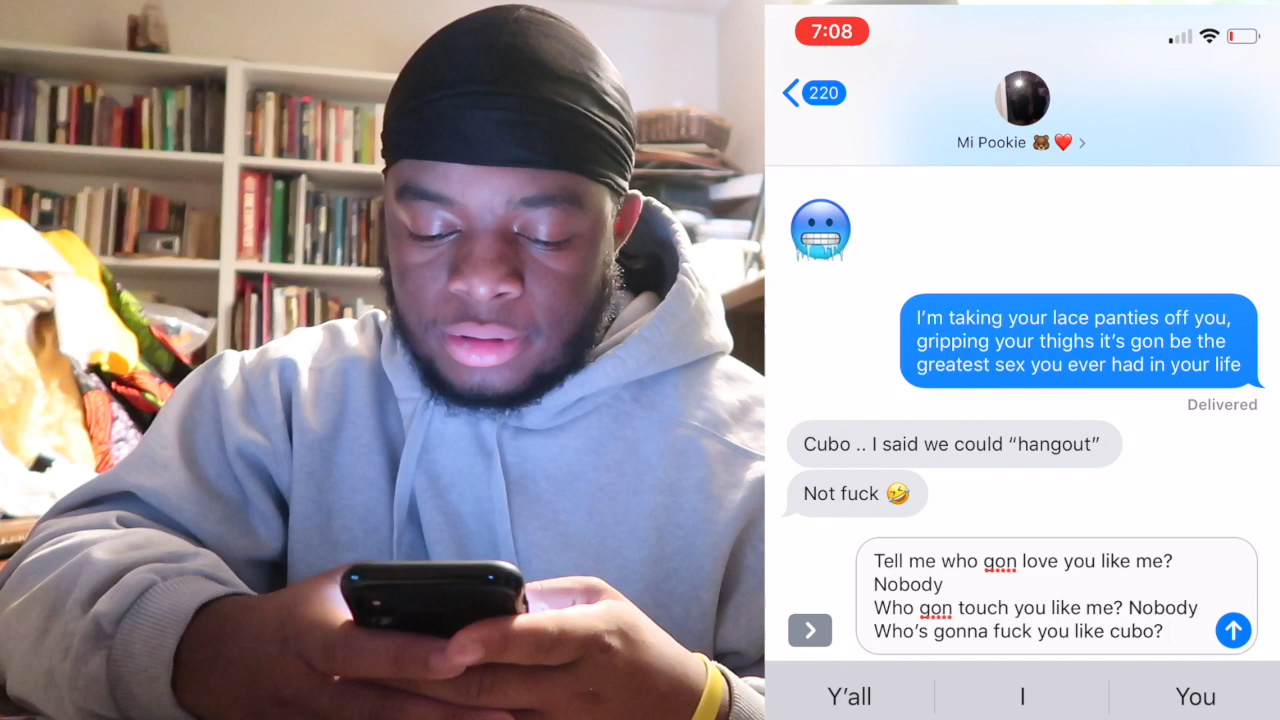 7:08
220
Mi Pookie 🐻❤️
I’m taking your lace panties off you,
gripping your thighs it’s gon be the
greatest sex you ever had in your life
Delivered
Cubo .. I said we could “hangout”
Not fuck 🤣
Tell me who gon love you like me?
Nobody
Who gon touch you like me? Nobody
Who’s gonna fuck you like cubo?
Y’all
I
You